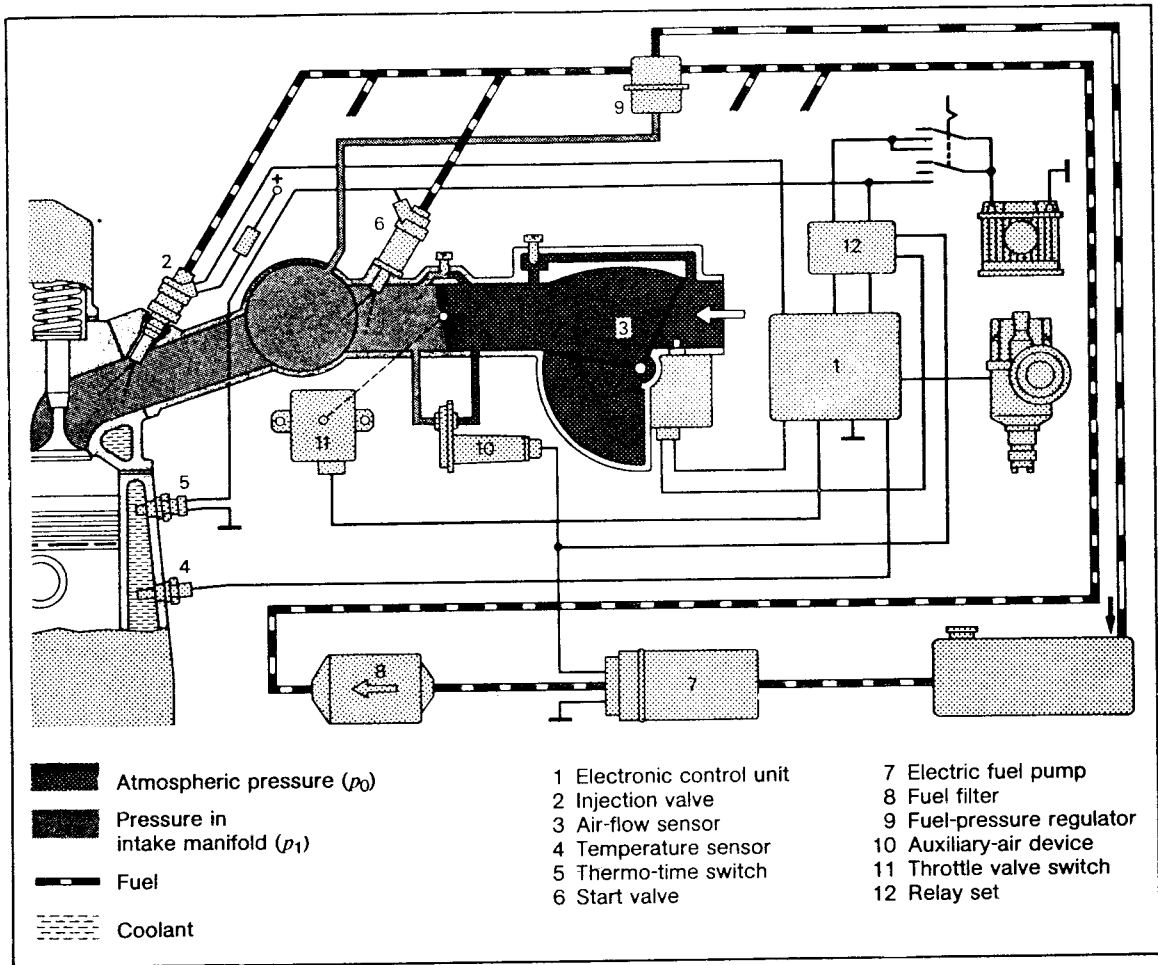 9
+
2
6
12
3
1
11
10
5
4
8
7
Atmospheric pressure (p0)
Pressure in
intake manifold (p1)
Fuel
Coolant
1 Electronic control unit
2 Injection valve
3 Air-flow sensor
4 Temperature sensor
5 Thermo-time switch
6 Start valve
7 Electric fuel pump
8 Fuel filter
9 Fuel-pressure regulator
10 Auxiliary-air device
11 Throttle valve switch
12 Relay set